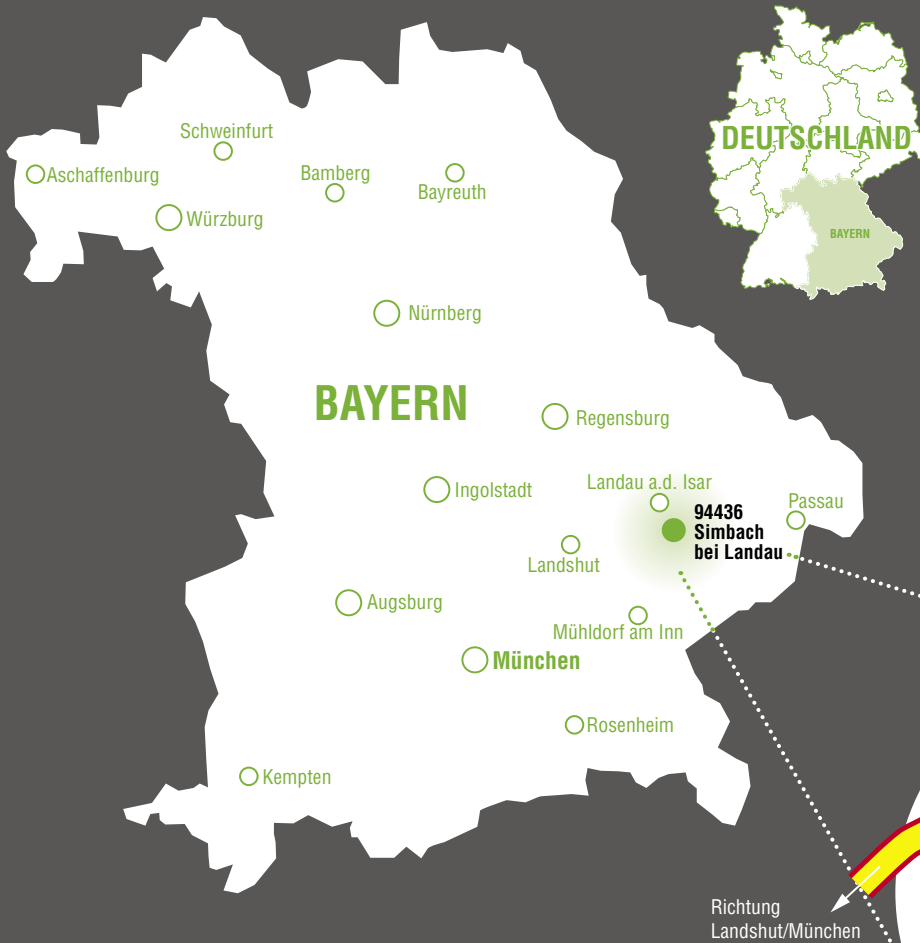 DEUTSCHLAND
BAYERN
Schweinfurt
Aschaffenburg
Bamberg
Bayreuth
Würzburg
Nürnberg
BAYERN
Regensburg
Landau a.d. Isar
Ingolstadt
Passau
94436
Simbach
bei Landau
Landshut
Augsburg
Mühldorf am Inn
München
Rosenheim
Kempten
Richtung
Landshut/München